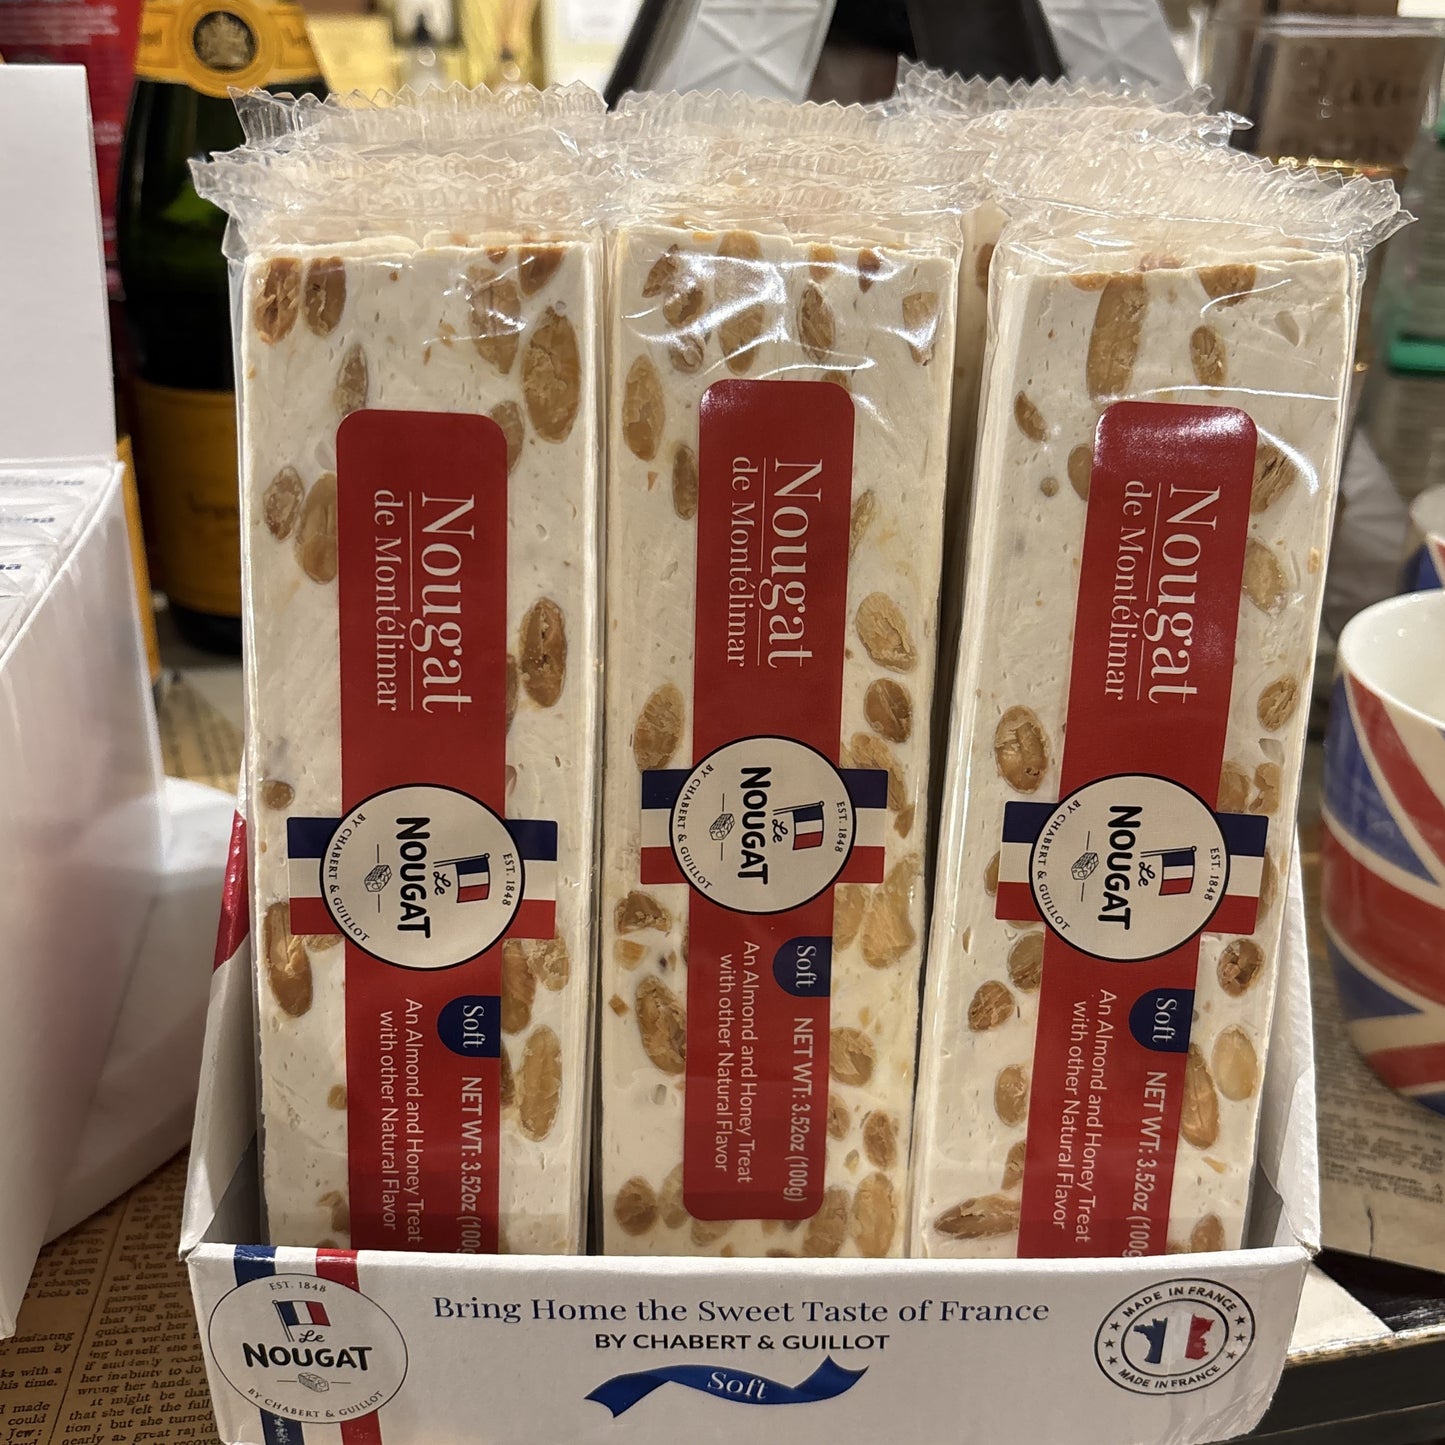 Nougat
de Montélimar
EST. 1848
Le
NOUGAT
BY CHABERT & GUILLOT
Soft
NET WT: 3.52oz (100g
An Almond and Honey Treat
with other Natural Flavor
Nougat
de Montélimar
EST. 1848
Le
NOUGAT
BY CHABERT & GUILLOT
Soft
NET WT: 3.52oz (100g)
An Almond and Honey Treat
with other Natural Flavor
Nougat
de Montélimar
EST. 1848
Le
NOUGAT
BY CHABERT & GUILLOT
Soft
NET WT: 3.52oz (100g
An Almond and Honey Treat
with other Natural Flavor
EST. 1848
Le
NOUGAT
BY CHABERT & GUILLOT
Bring Home the Sweet Taste of France
BY CHABERT & GUILLOT
Soft
MADE IN FRANCE
MADE IN FRANCE